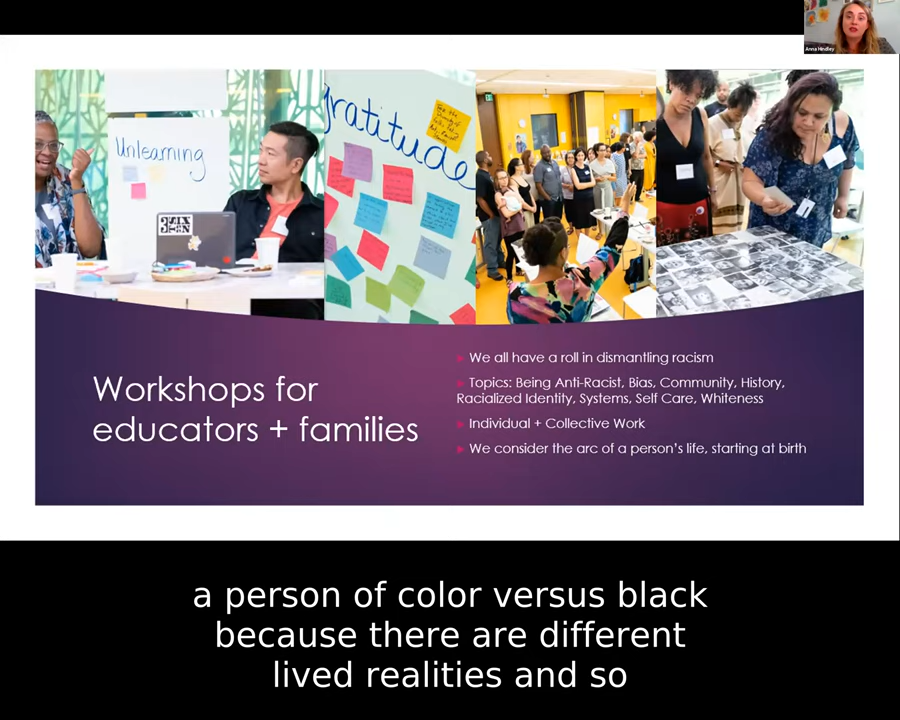 Anna Hindley
Unlearning
gratitude
Workshops for
educators + families
We all have a roll in dismantling racism
Topics: Being Anti-Racist, Bias, Community, History,
Racialized Identity, Systems, Self Care, Whiteness
Individual + Collective Work
We consider the arc of a person's life, starting at birth
a person of color versus black
because there are different
lived realities and so